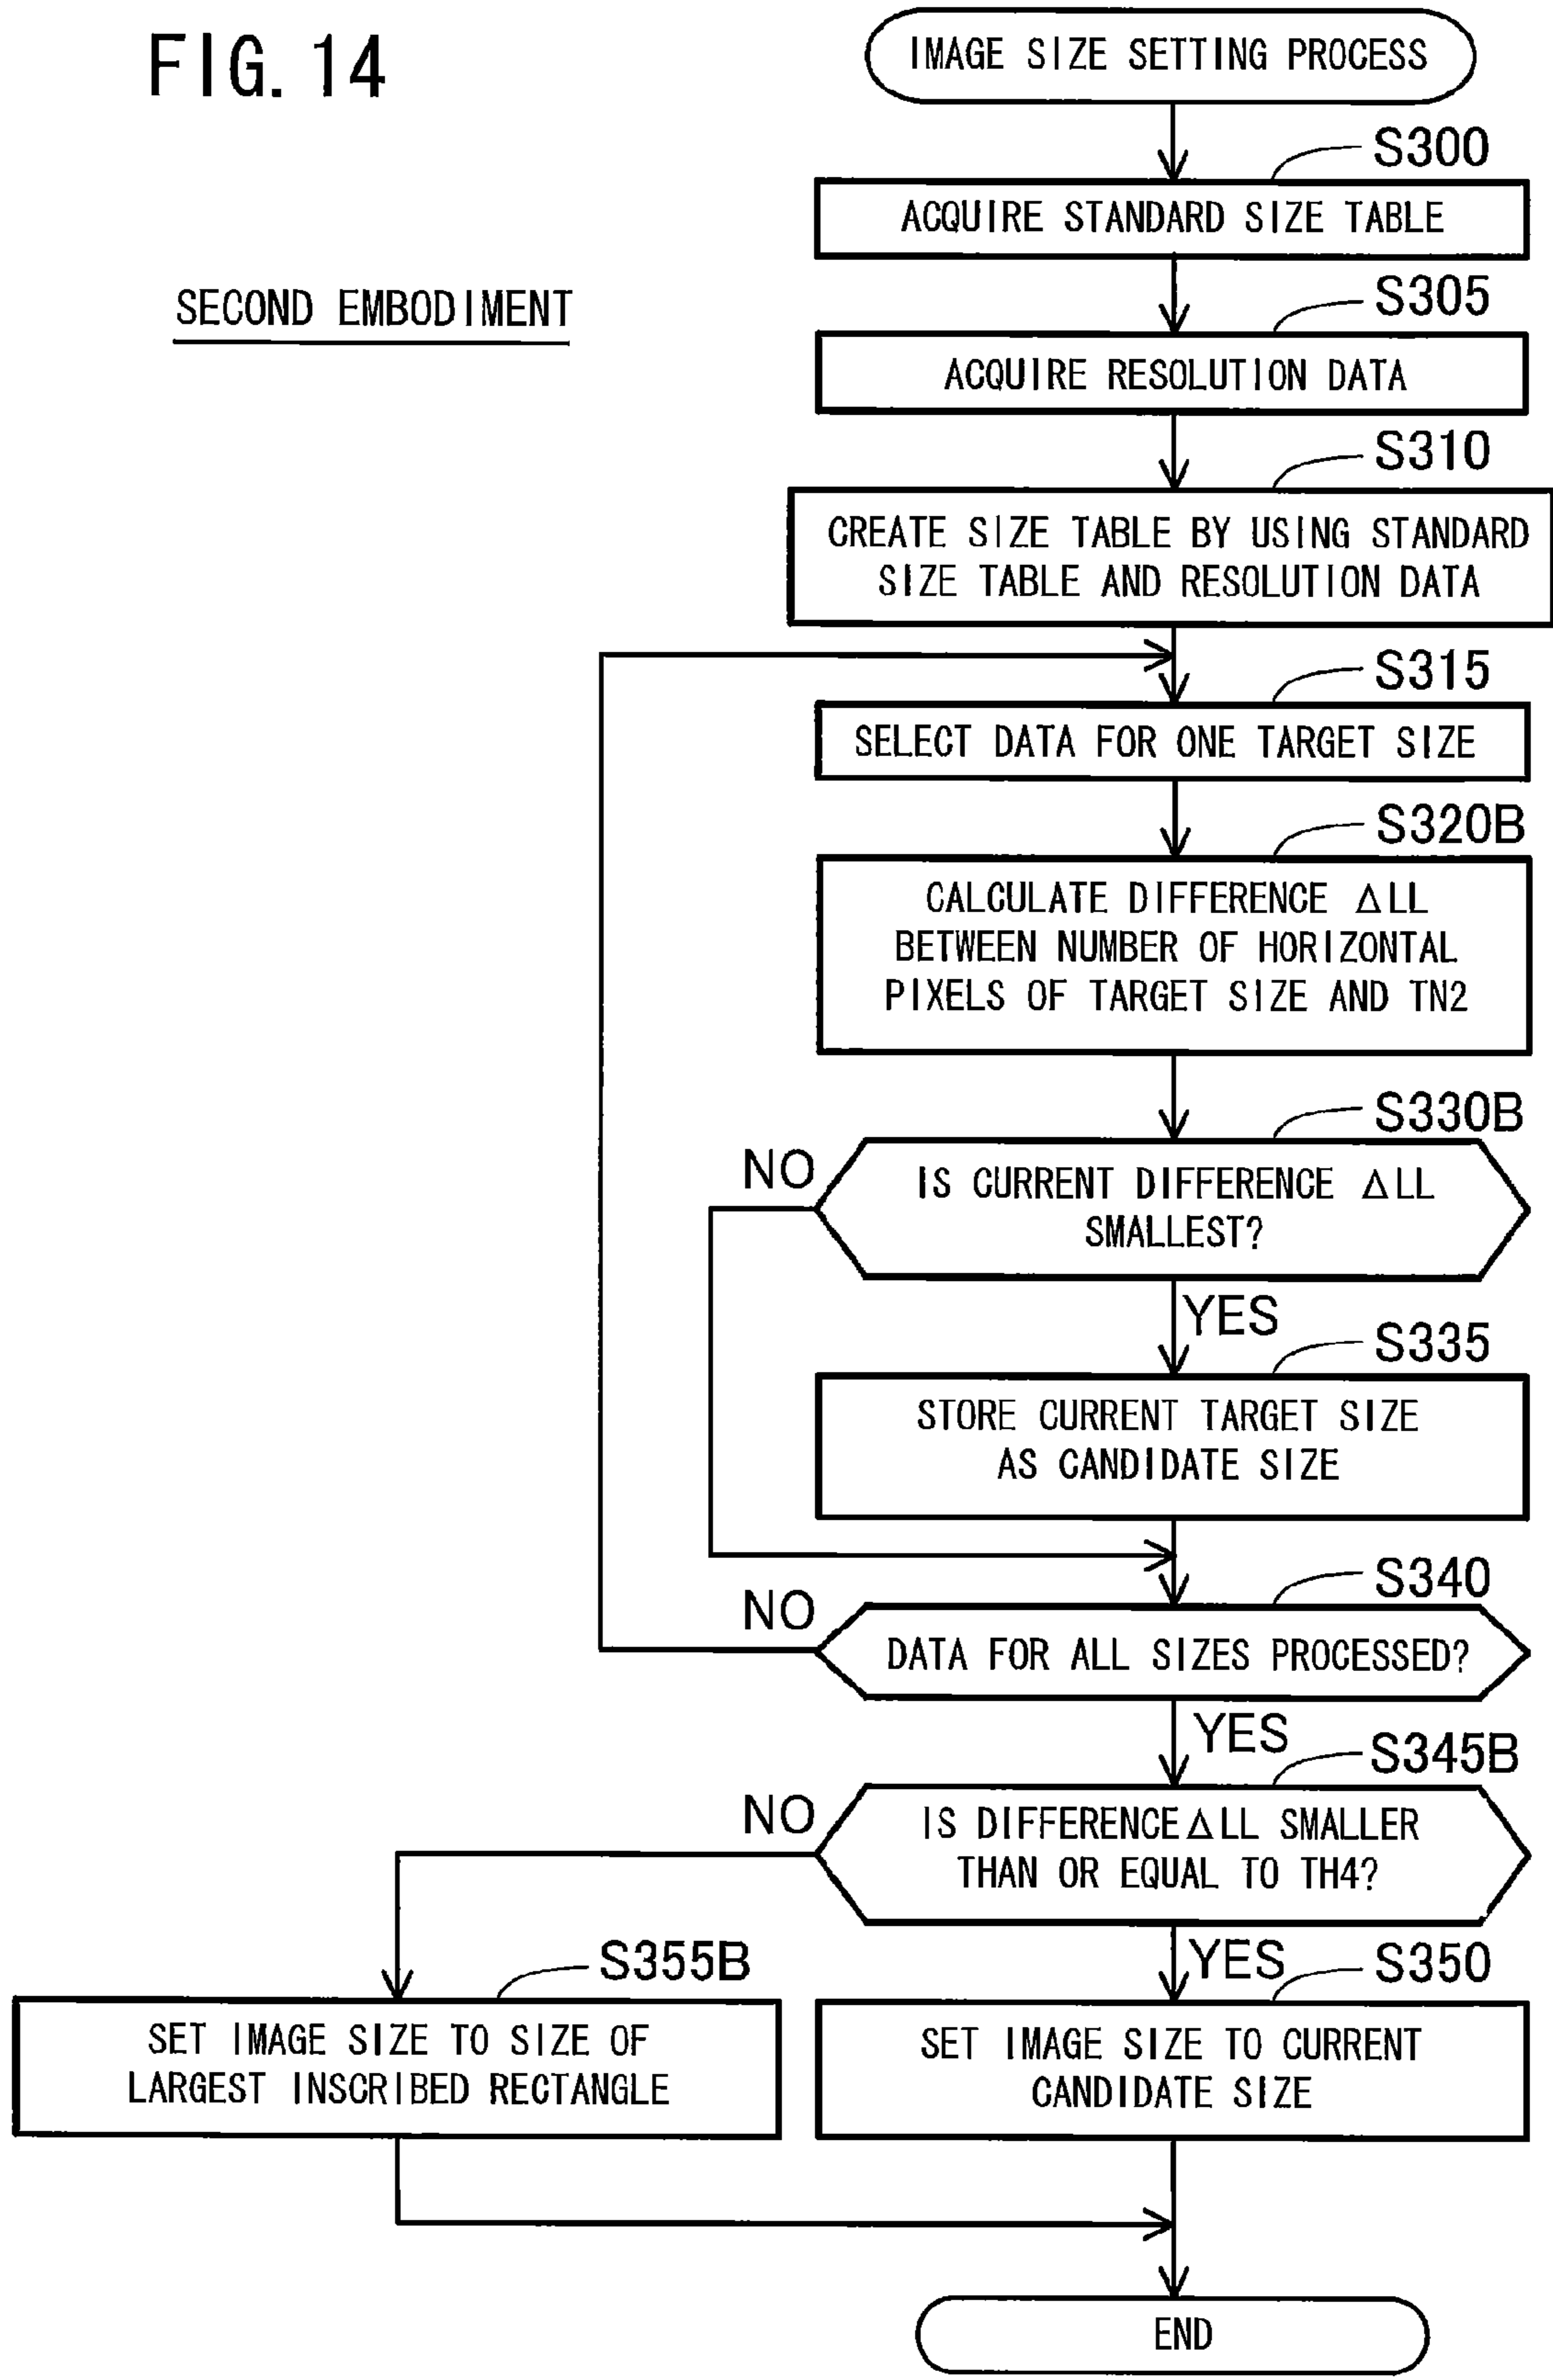 FIG. 14
IMAGE SIZE SETTING PROCESS
S300
ACQUIRE STANDARD SIZE TABLE
SECOND EMBODIMENT
S305
ACQUIRE RESOLUTION DATA
S310
CREATE SIZE TABLE BY USING STANDARD
SIZE TABLE AND RESOLUTION DATA
S315
SELECT DATA FOR ONE TARGET SIZE
S320B
CALCULATE DIFFERENCE ΔLL
BETWEEN NUMBER OF HORIZONTAL
PIXELS OF TARGET SIZE AND TN2
S330B
NO
IS CURRENT DIFFERENCE ΔLL
SMALLEST?
YES
S335
STORE CURRENT TARGET SIZE
AS CANDIDATE SIZE
S340
NO
DATA FOR ALL SIZES PROCESSED?
YES
S345B
NO
IS DIFFERENCEΔLL SMALLER
THAN OR EQUAL TO TH4?
YES
S355B
S350
SET IMAGE SIZE TO SIZE OF
LARGEST INSCRIBED RECTANGLE
SET IMAGE SIZE TO CURRENT
CANDIDATE SIZE
END